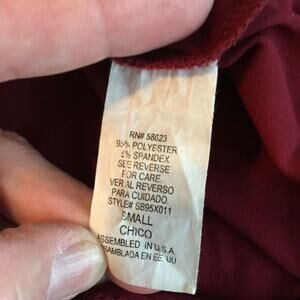 RN# 58623
95% POLYESTER
5% SPANDEX
SEE REVERSE
FOR CARE.
VER AL REVERSO
PARA CUIDADO.
STYLE# SB95X011
SMALL
CHICO
ASSEMBLED IN U.S.A.
ENSAMBLADA EN EE UU